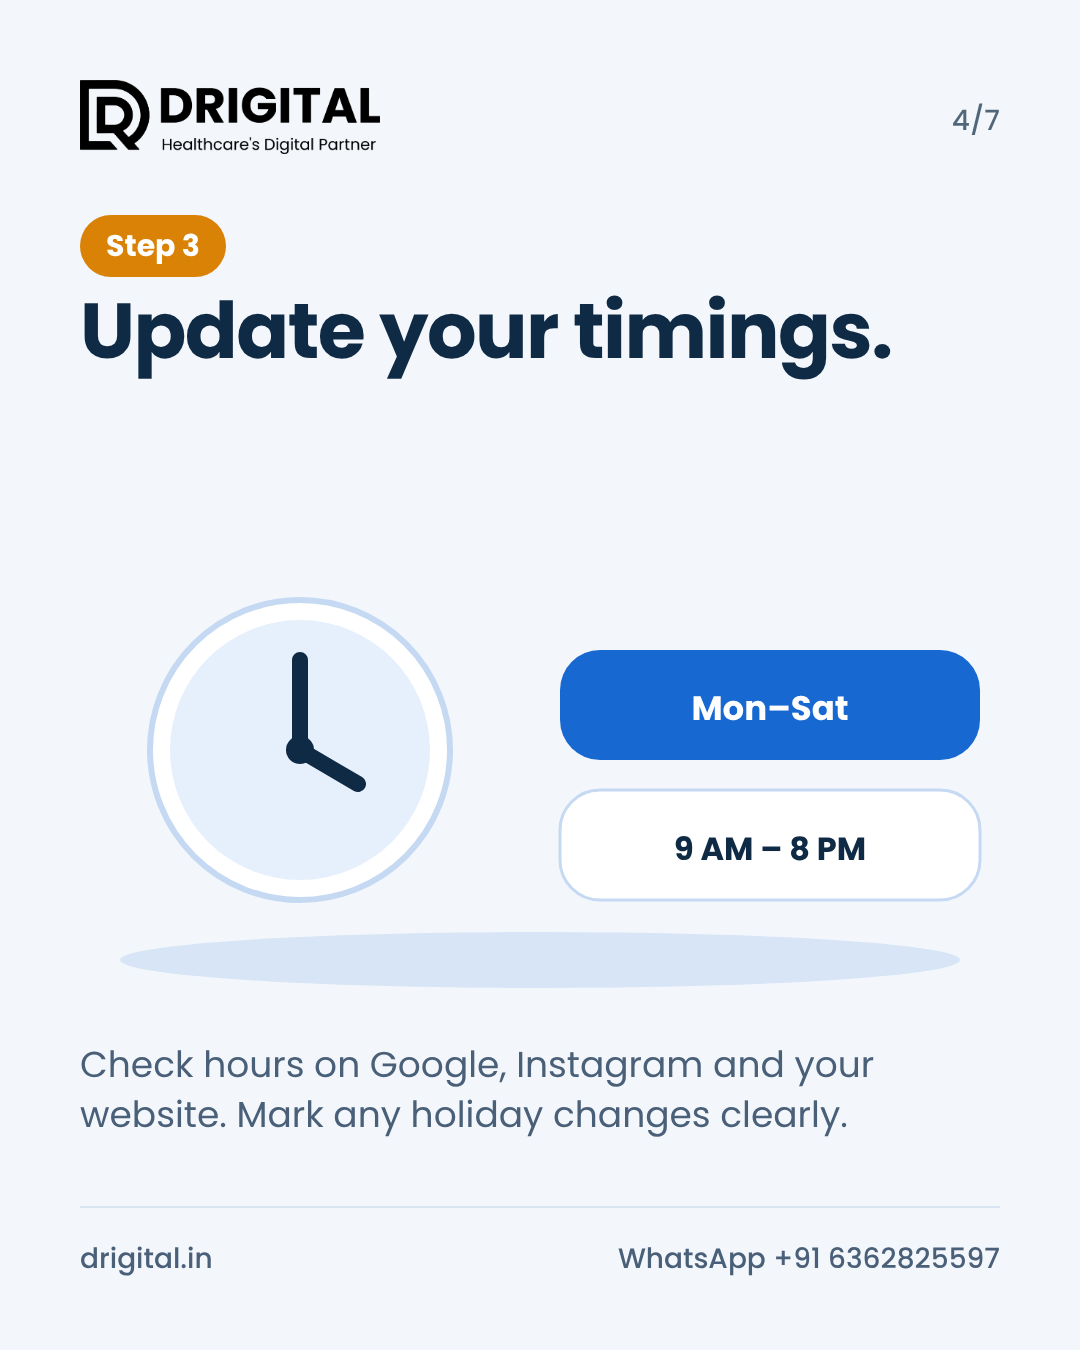 DRIGITAL
Healthcare's Digital Partner
4/7
Step 3
Update your timings.
Mon–Sat
9 AM – 8 PM
Check hours on Google, Instagram and your
website. Mark any holiday changes clearly.
drigital.in
WhatsApp +91 6362825597